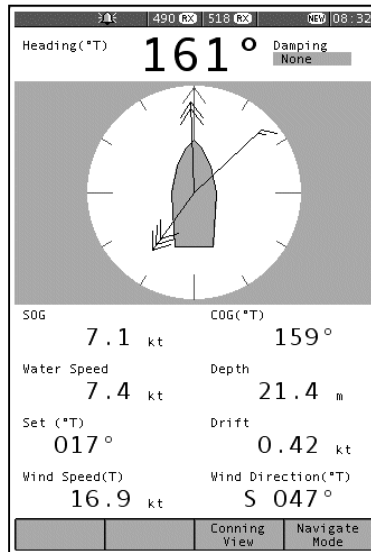 490 RX 518 RX NEW 08:32
Heading(°T) 161° Damping
None
SOG COG(°T)
7.1 kt 159°
Water Speed Depth
7.4 kt 21.4 m
Set (°T) Drift
017° 0.42 kt
Wind Speed(T) Wind Direction(°T)
16.9 kt S 047°
Conning Navigate
View Mode